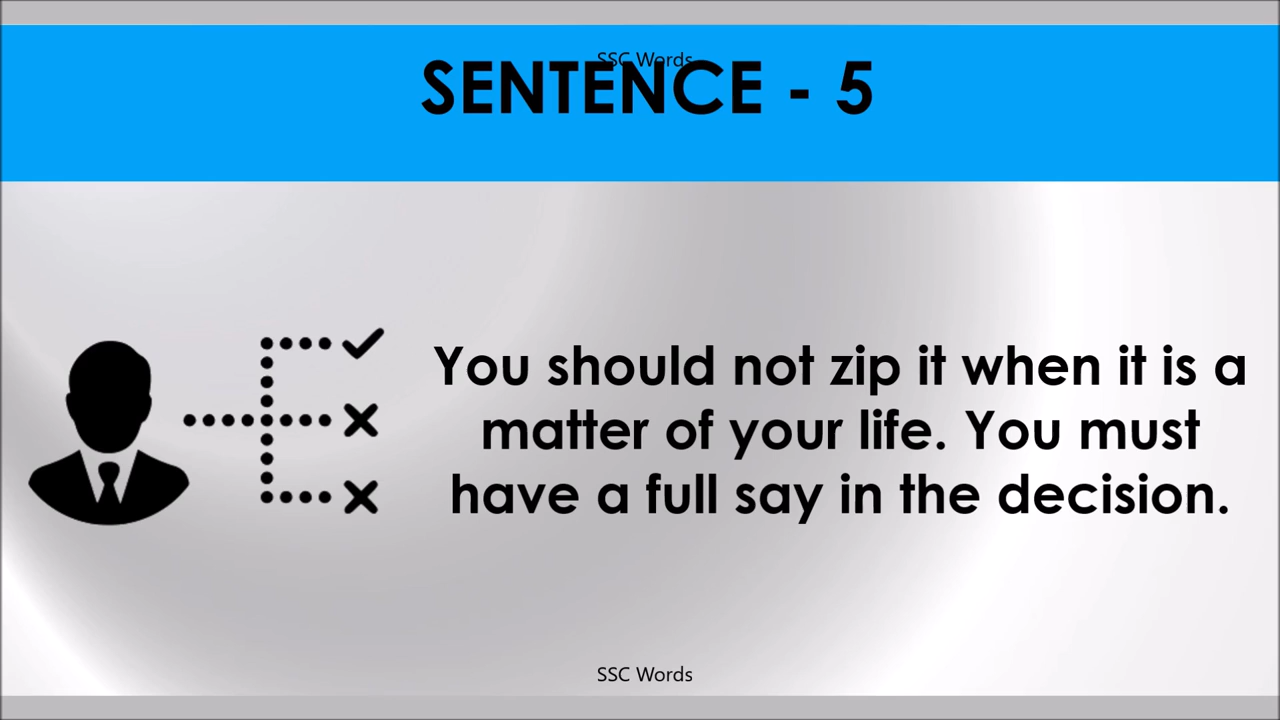 SSC Words
SENTENCE - 5
You should not zip it when it is a
matter of your life. You must
have a full say in the decision.
SSC Words